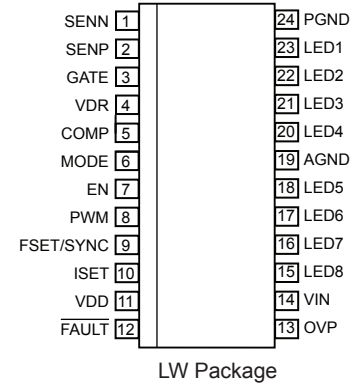 SENN 1 24 PGND
SENP 2 23 LED1
GATE 3 22 LED2
VDR 4 21 LED3
COMP 5 20 LED4
MODE 6 19 AGND
EN 7 18 LED5
PWM 8 17 LED6
FSET/SYNC 9 16 LED7
ISET 10 15 LED8
VDD 11 14 VIN
FAULT 12 13 OVP
LW Package